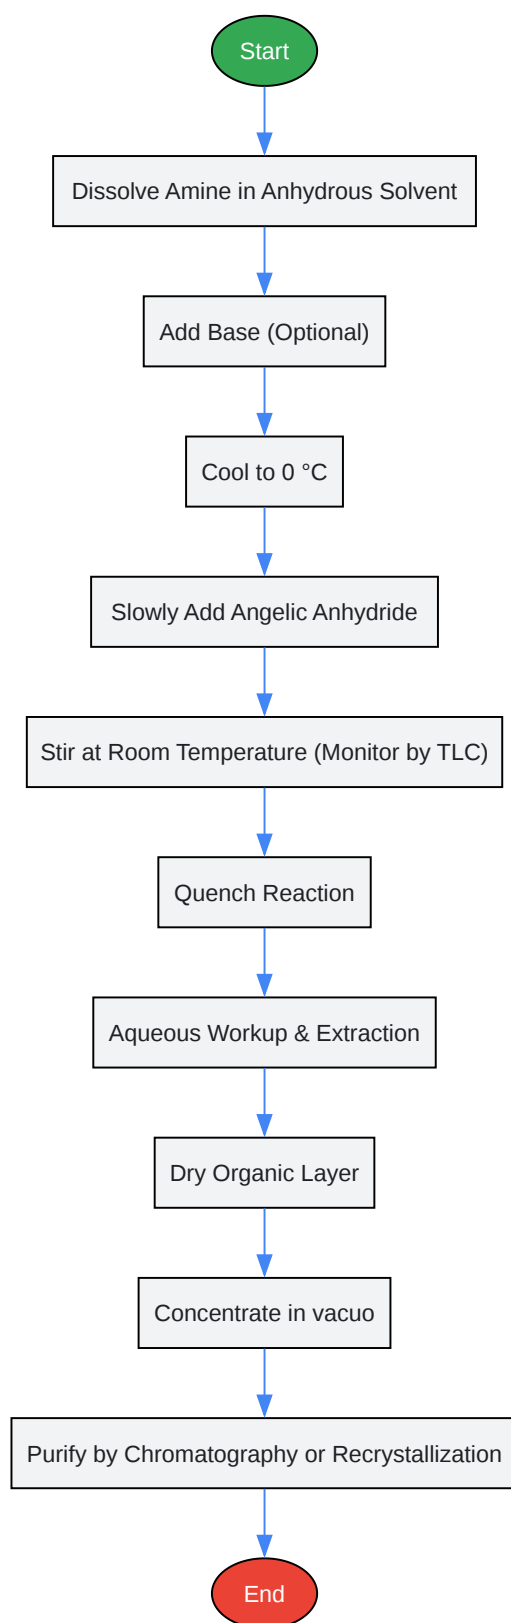 Start
Dissolve Amine in Anhydrous Solvent
Add Base (Optional)
Cool to 0 °C
Slowly Add Angelic Anhydride
Stir at Room Temperature (Monitor by TLC)
Quench Reaction
Aqueous Workup & Extraction
Dry Organic Layer
Concentrate in vacuo
Purify by Chromatography or Recrystallization
End